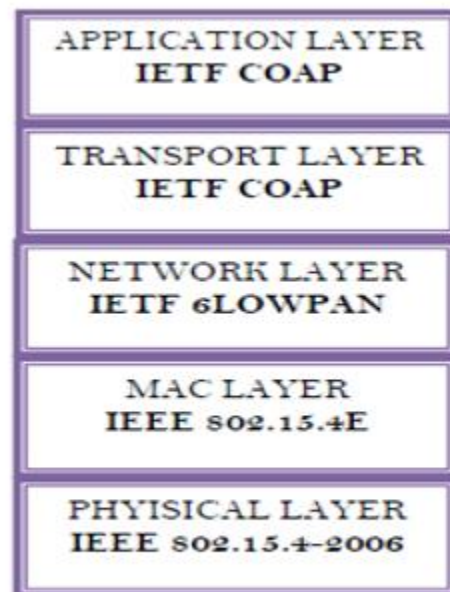 APPLICATION LAYER
IETF COAP
TRANSPORT LAYER
IETF COAP
NETWORK LAYER
IETF 6LOWPAN
MAC LAYER
IEEE 802.15.4E
PHYISICAL LAYER
IEEE 802.15.4-2006